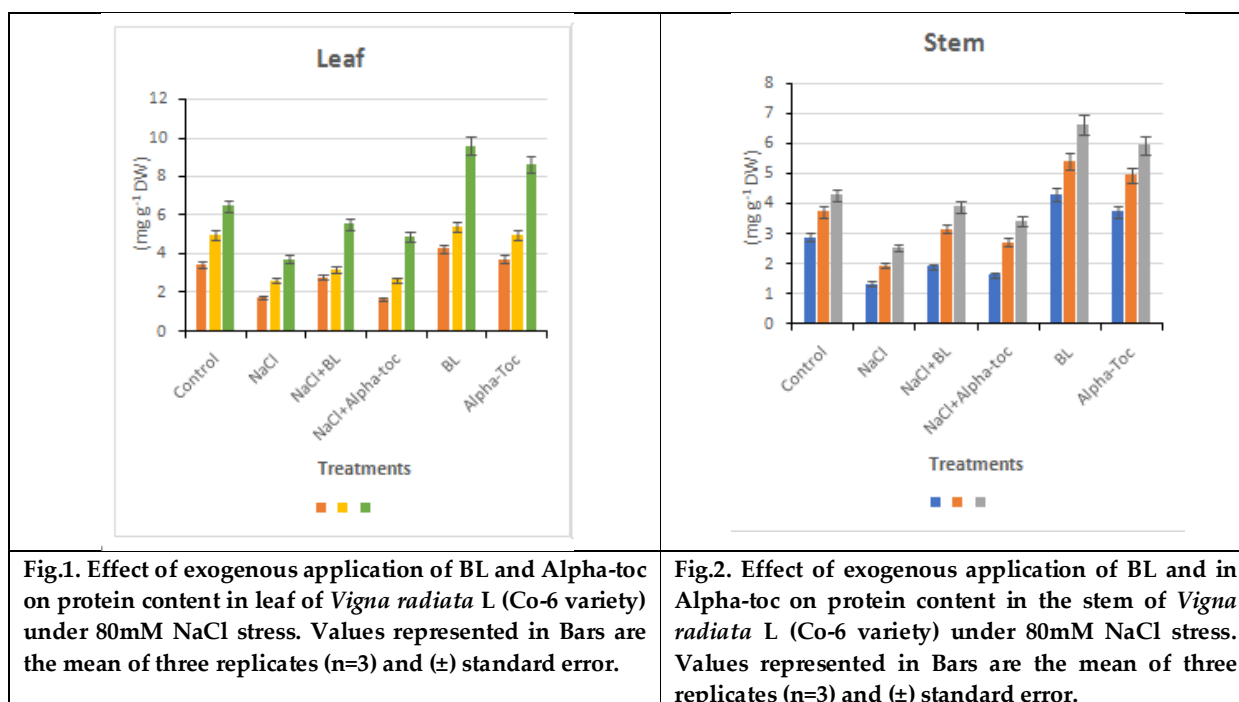 Leaf
12
10
8
6
4
2
0
(mg g-1 DW)
Control
NaCl
NaCl+BL
NaCl+Alpha-toc
BL
Alpha-Toc
Treatments
Fig.1. Effect of exogenous application of BL and Alpha-toc
on protein content in leaf of Vigna radiata L (Co-6 variety)
under 80mM NaCl stress. Values represented in Bars are
the mean of three replicates (n=3) and (±) standard error.
Stem
8
7
6
5
4
3
2
1
0
(mg g-1 DW)
Control
NaCl
NaCl+BL
NaCl+Alpha-toc
BL
Alpha-Toc
Treatments
Fig.2. Effect of exogenous application of BL and in
Alpha-toc on protein content in the stem of Vigna
radiata L (Co-6 variety) under 80mM NaCl stress.
Values represented in Bars are the mean of three
replicates (n=3) and (±) standard error.